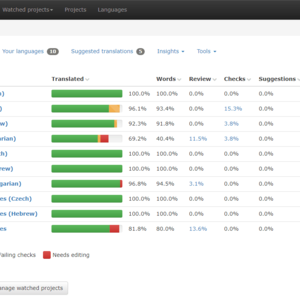 Watched projects Projects Languages
Your languages 38 Suggested translations 5 Insights Tools
Translated Words Review Checks Suggestions
100.0% 100.0% 0.0% 0.0% 0.0%
96.1% 93.4% 0.0% 15.3% 0.0%
92.3% 91.8% 0.0% 3.8% 0.0%
69.2% 40.4% 11.5% 3.8% 0.0%
100.0% 100.0% 0.0% 0.0% 0.0%
100.0% 100.0% 0.0% 0.0% 0.0%
96.8% 94.5% 3.1% 0.0% 0.0%
es (Czech) 100.0% 100.0% 0.0% 0.0% 0.0%
es (Hebrew) 100.0% 100.0% 0.0% 0.0% 0.0%
es 81.8% 80.0% 13.6% 0.0% 0.0%
Failing checks Needs editing
anage watched projects